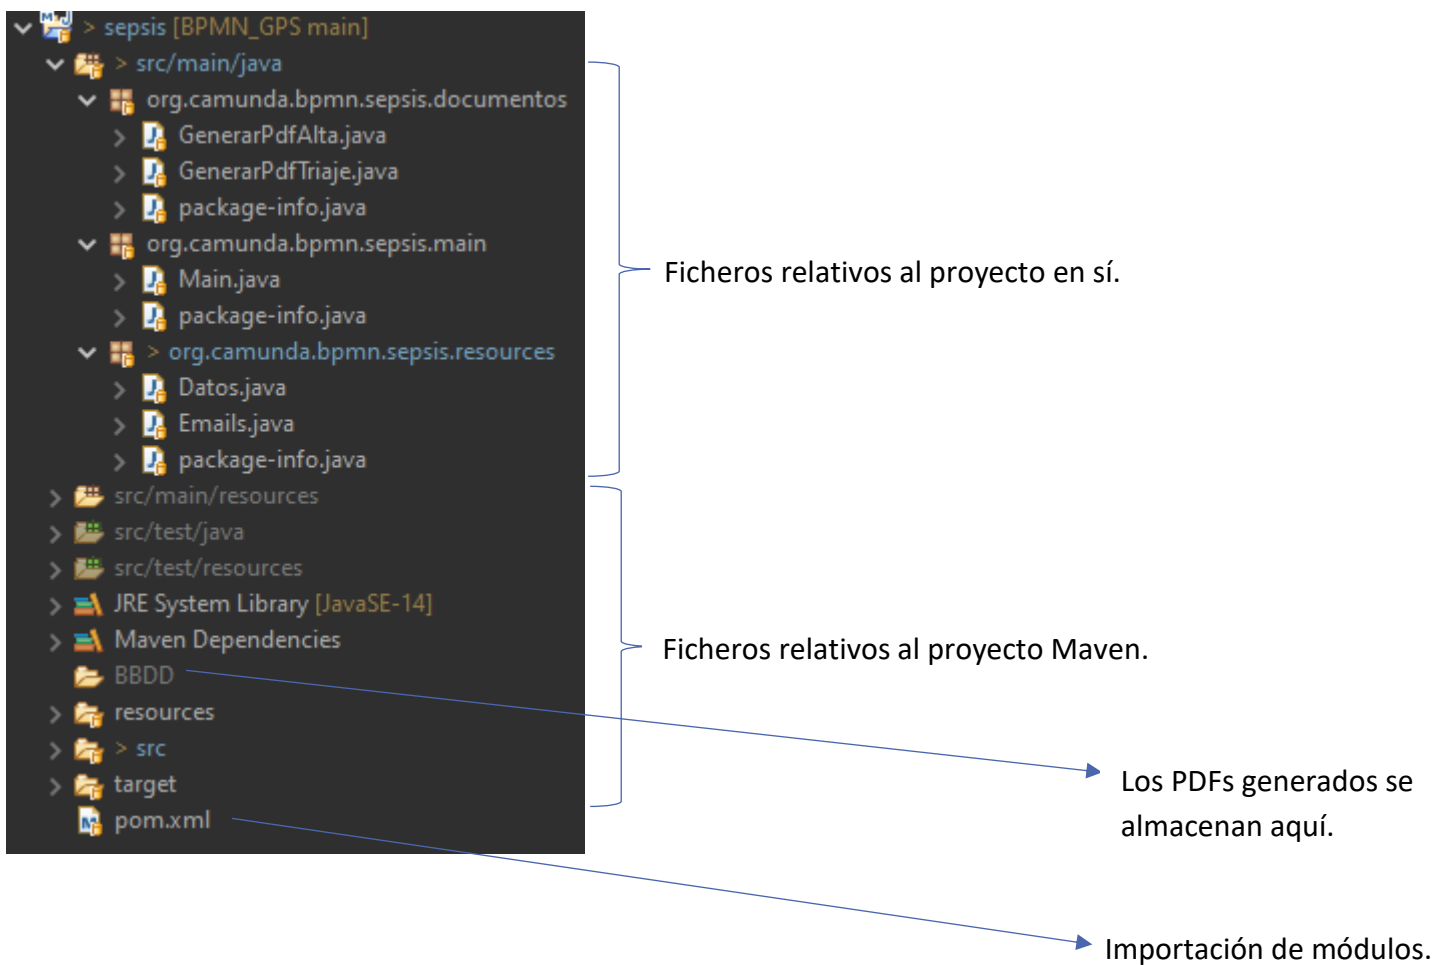 > sepsis [BPMN_GPS main]
> src/main/java
org.camunda.bpmn.sepsis.documentos
GenerarPdfAlta.java
GenerarPdfTriaje.java
package-info.java
org.camunda.bpmn.sepsis.main
Main.java
package-info.java
> org.camunda.bpmn.sepsis.resources
Datos.java
Emails.java
package-info.java
src/main/resources
src/test/java
src/test/resources
JRE System Library [JavaSE-14]
Maven Dependencies
BBDD
resources
> src
target
pom.xml
Ficheros relativos al proyecto en sí.
Ficheros relativos al proyecto Maven.
Los PDFs generados se
almacenan aquí.
Importación de módulos.